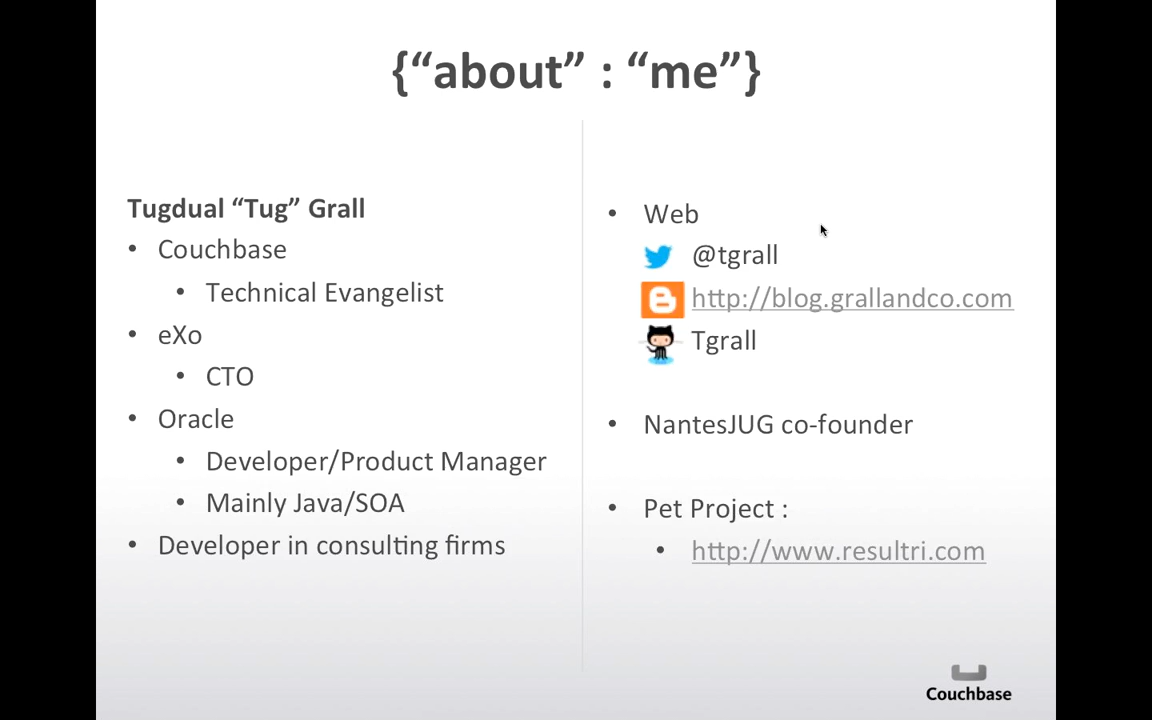 {“about” : “me”}
Tugdual “Tug” Grall
• Couchbase
• Technical Evangelist
• eXo
• CTO
• Oracle
• Developer/Product Manager
• Mainly Java/SOA
• Developer in consulting firms
• Web
@tgrall
http://blog.grallandco.com
Tgrall
• NantesJUG co-founder
• Pet Project :
• http://www.resultri.com
Couchbase